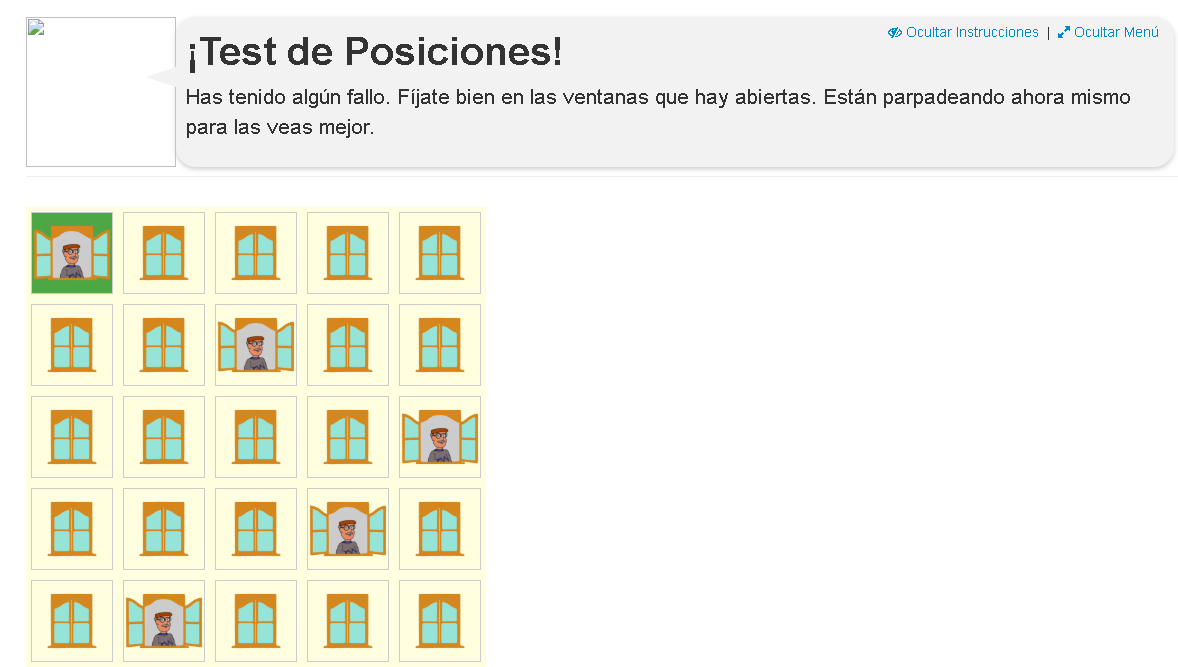 Ocultar Instrucciones | Ocultar Menú
¡Test de Posiciones!
Has tenido algún fallo. Fíjate bien en las ventanas que hay abiertas. Están parpadeando ahora mismo
para las veas mejor.